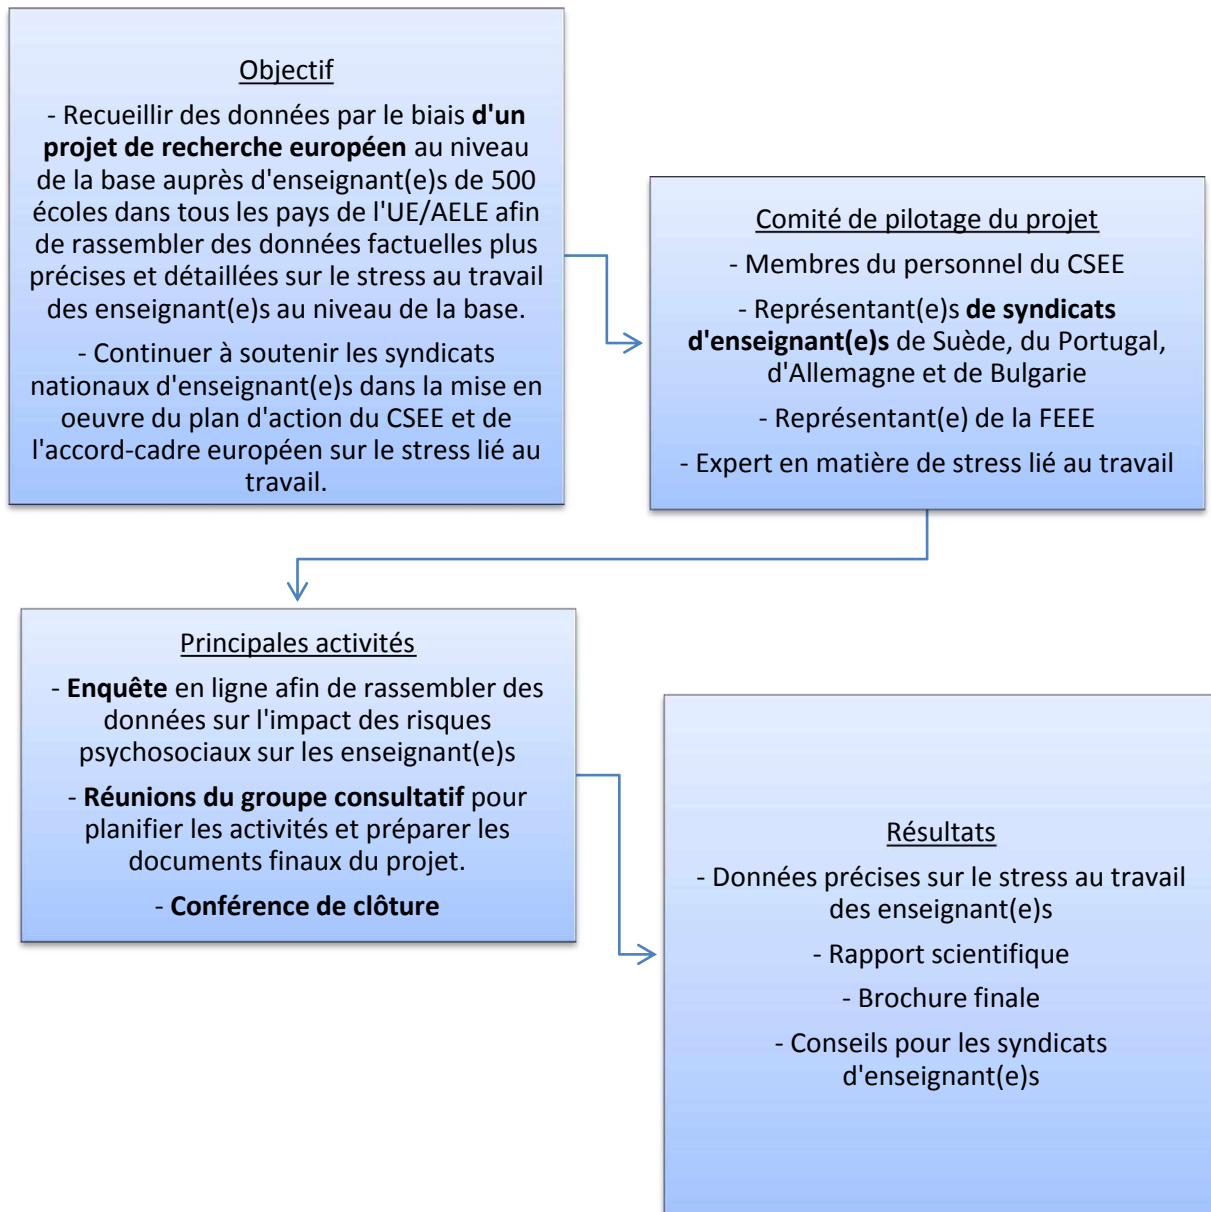 Objectif
- Recueillir des données par le biais d'un
projet de recherche européen au niveau
de la base auprès d'enseignant(e)s de 500
écoles dans tous les pays de l'UE/AELE afin
de rassembler des données factuelles plus
précises et détaillées sur le stress au travail
des enseignant(e)s au niveau de la base.
- Continuer à soutenir les syndicats
nationaux d'enseignant(e)s dans la mise en
oeuvre du plan d'action du CSEE et de
l'accord-cadre européen sur le stress lié au
travail.
Comité de pilotage du projet
- Membres du personnel du CSEE
- Représentant(e)s de syndicats
d'enseignant(e)s de Suède, du Portugal,
d'Allemagne et de Bulgarie
- Représentant(e) de la FEEE
- Expert en matière de stress lié au travail
Principales activités
- Enquête en ligne afin de rassembler des
données sur l'impact des risques
psychosociaux sur les enseignant(e)s
- Réunions du groupe consultatif pour
planifier les activités et préparer les
documents finaux du projet.
- Conférence de clôture
Résultats
- Données précises sur le stress au travail
des enseignant(e)s
- Rapport scientifique
- Brochure finale
- Conseils pour les syndicats
d'enseignant(e)s